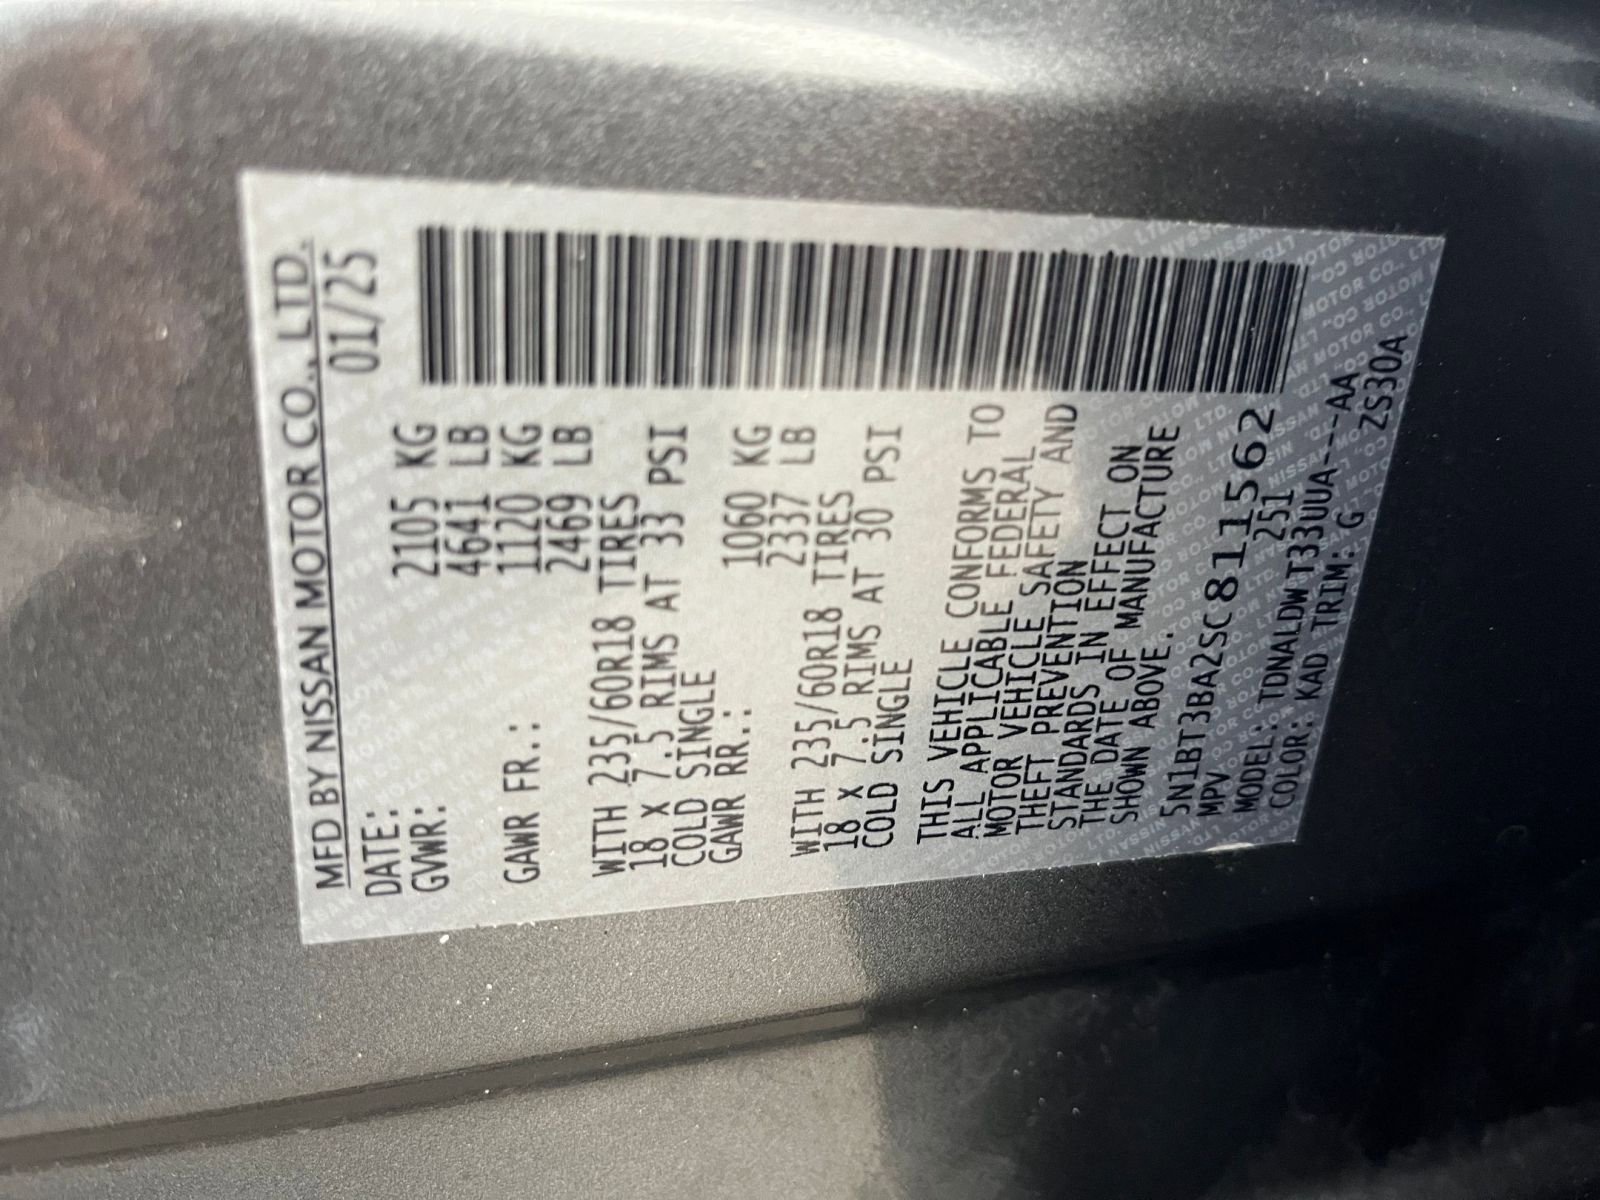 MFD BY NISSAN MOTOR CO., LTD.
DATE: 01/25
GVWR: 2105 KG
4641 LB
GAWR FR.: 1120 KG
2469 LB
WITH 235/60R18 TIRES
18 x 7.5 RIMS AT 33 PSI
COLD SINGLE
GAWR RR.: 1060 KG
2337 LB
WITH 235/60R18 TIRES
18 x 7.5 RIMS AT 30 PSI
COLD SINGLE
THIS VEHICLE CONFORMS TO
ALL APPLICABLE FEDERAL
MOTOR VEHICLE SAFETY AND
THEFT PREVENTION
STANDARDS IN EFFECT ON
THE DATE OF MANUFACTURE
SHOWN ABOVE.
5N1BT3BA2SC811562
MPV 251
MODEL: TDNALDWT33UUA---AA
COLOR: KAD TRIM: G ZS30A